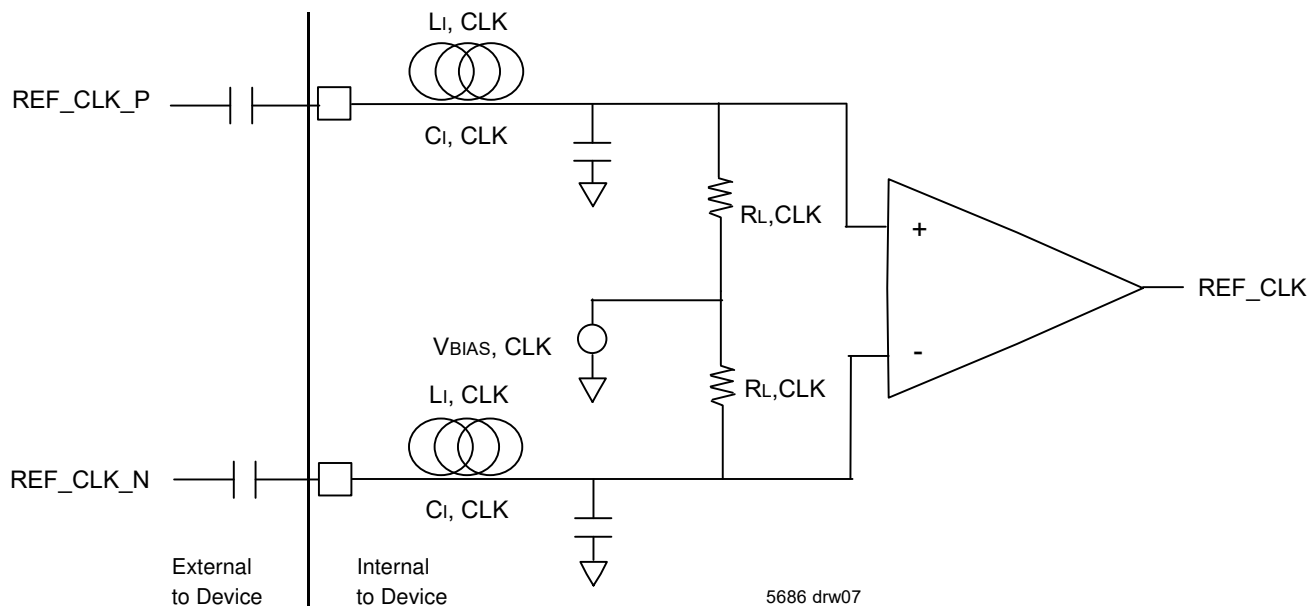 LI, CLK
REF_CLK_P
CI, CLK
RL,CLK
+
REF_CLK
VBIAS, CLK
-
RL,CLK
LI, CLK
REF_CLK_N
CI, CLK
External
to Device
Internal
to Device
5686 drw07